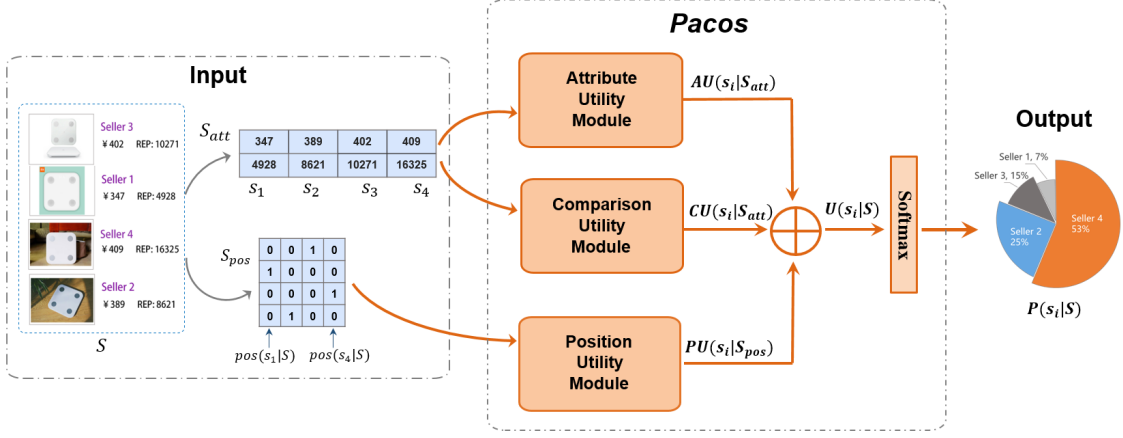 Pacos
Input
Seller 3
¥ 402 REP: 10271
Seller 1
¥ 347 REP: 4928
Seller 4
¥ 409 REP: 16325
Seller 2
¥ 389 REP: 8621
S
S_att
347 389 402 409
4928 8621 10271 16325
s_1 s_2 s_3 s_4
S_pos
0 0 1 0
1 0 0 0
0 0 0 1
0 1 0 0
pos(s_1|S) pos(s_4|S)
Attribute
Utility
Module
AU(s_i|S_att)
Comparison
Utility
Module
CU(s_i|S_att)
Position
Utility
Module
PU(s_i|S_pos)
U(s_i|S)
Softmax
Output
Seller 1, 7%
Seller 3, 15%
Seller 4
53%
Seller 2
25%
P(s_i|S)